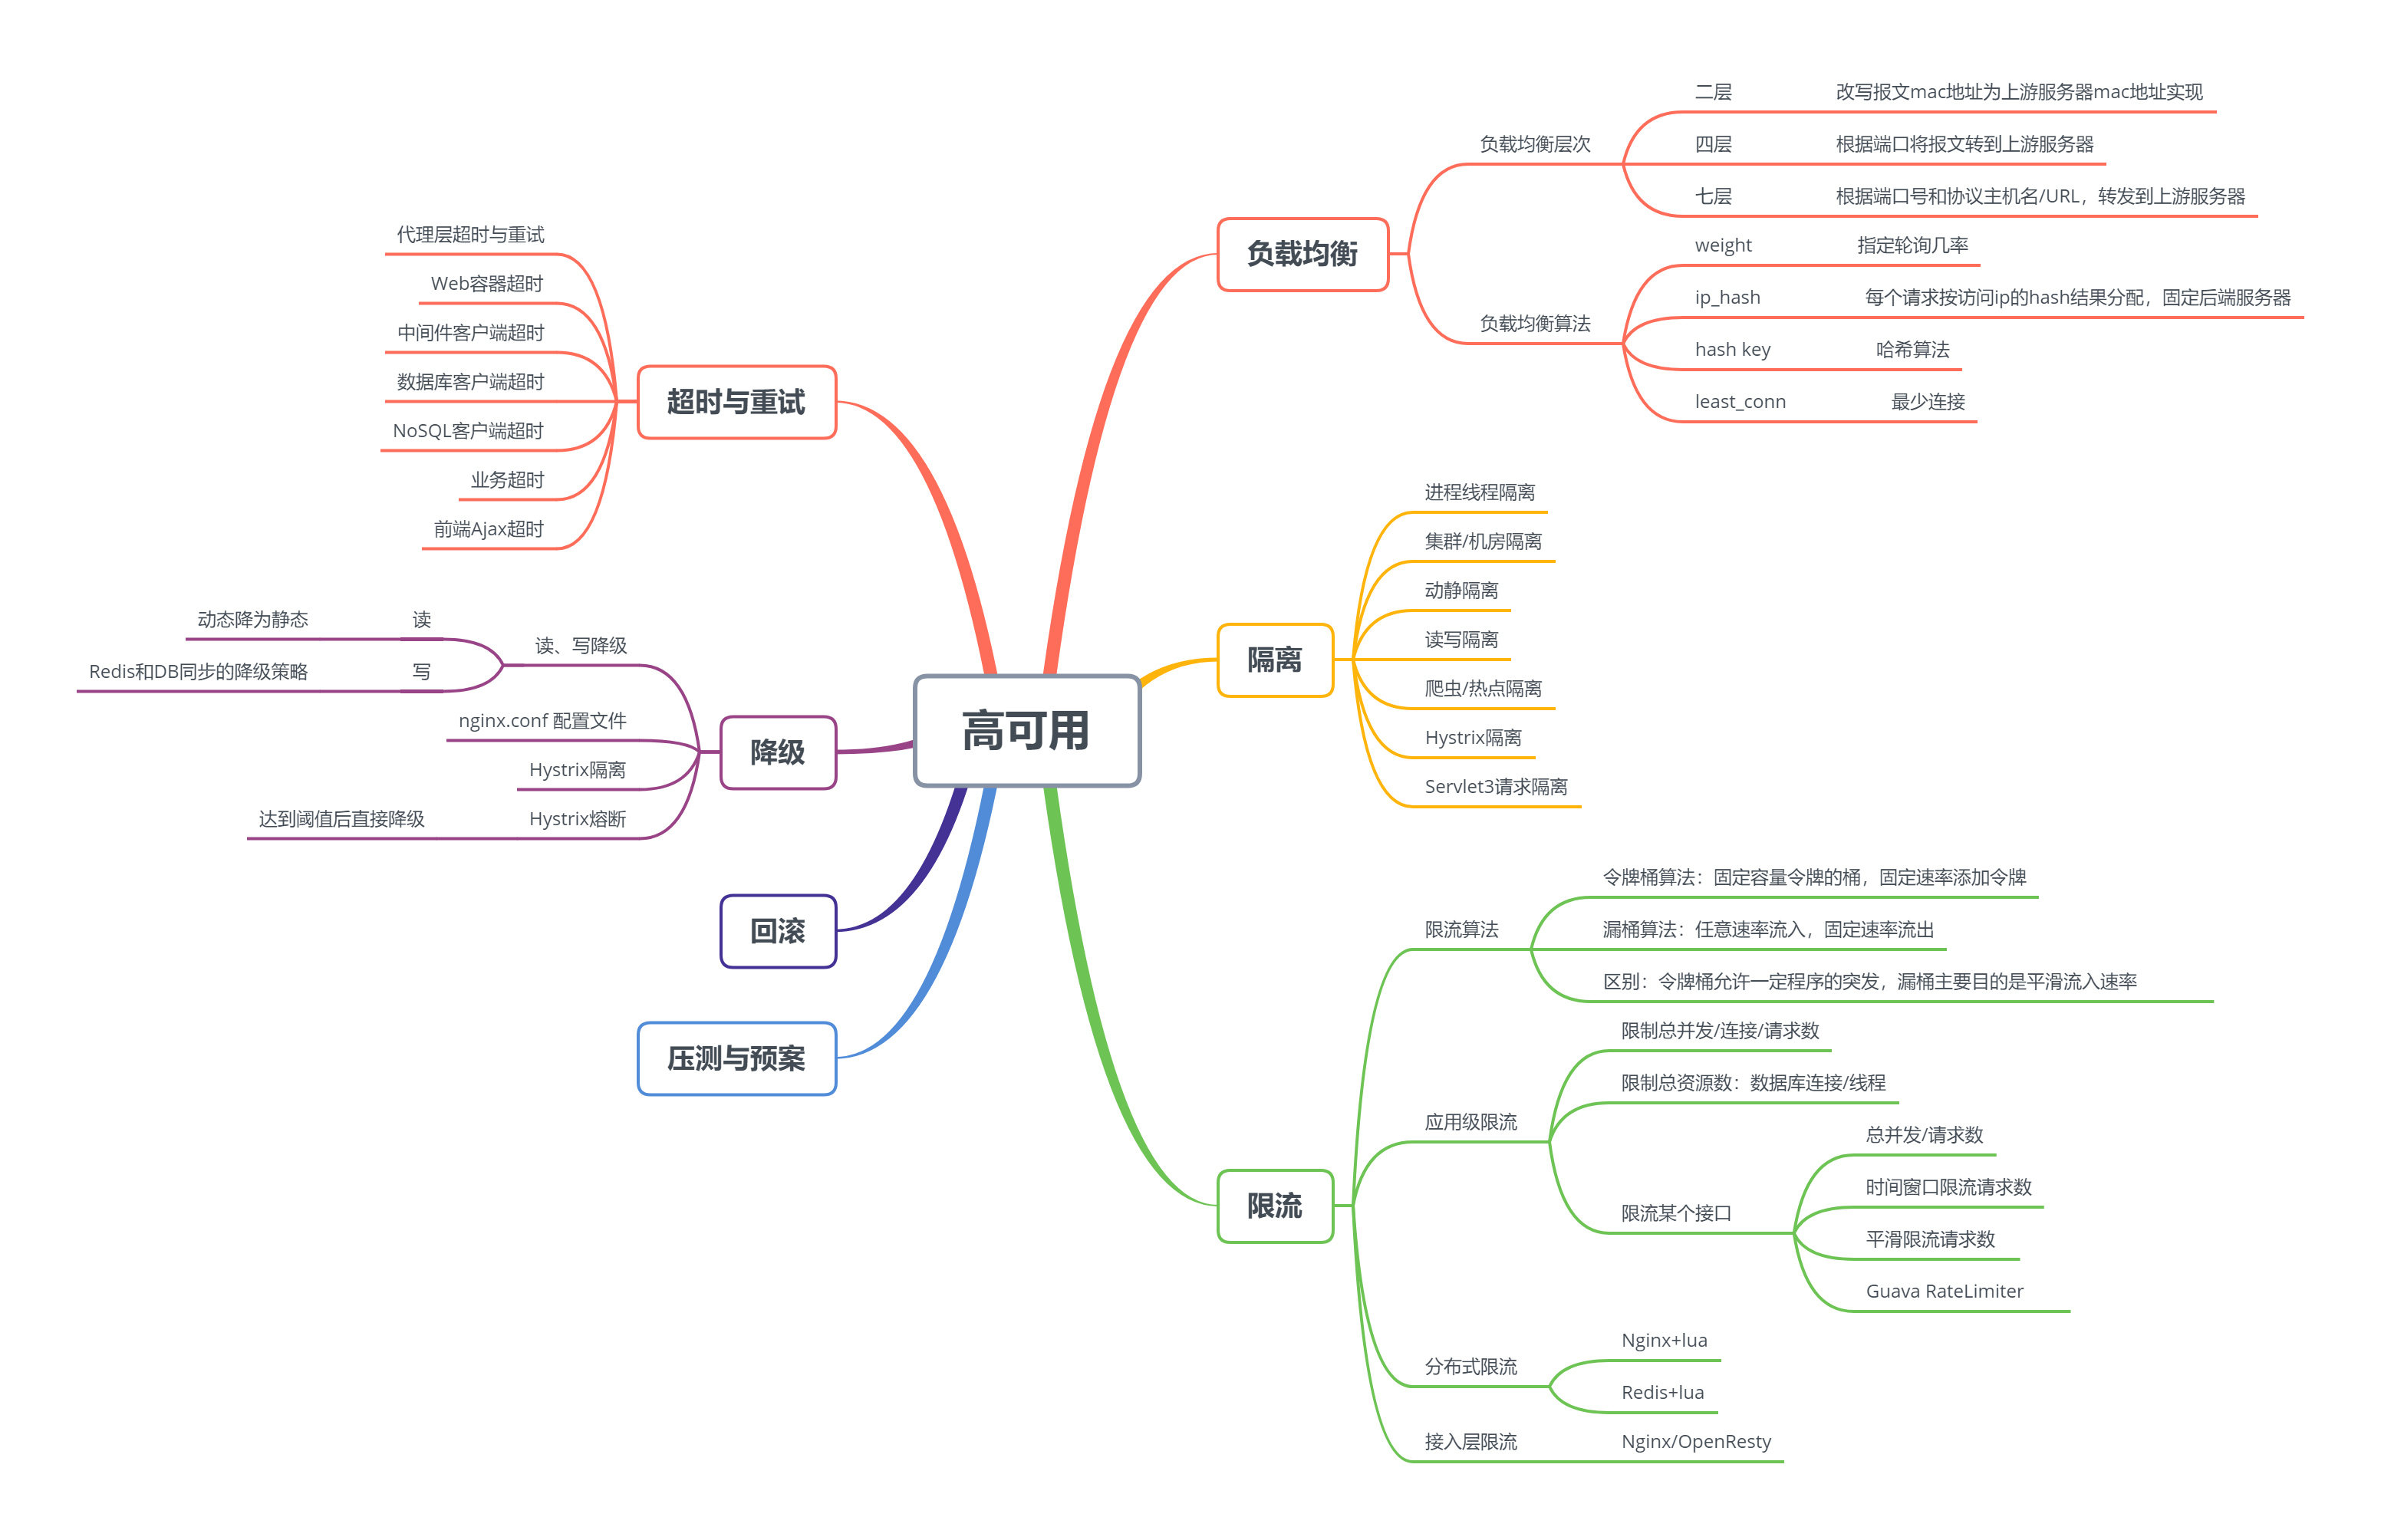 高可用
负载均衡
负载均衡层次
二层
改写报文mac地址为上游服务器mac地址实现
四层
根据端口将报文转到上游服务器
七层
根据端口号和协议主机名/URL，转发到上游服务器
负载均衡算法
weight
指定轮询几率
ip_hash
每个请求按访问ip的hash结果分配，固定后端服务器
hash key
哈希算法
least_conn
最少连接
隔离
进程线程隔离
集群/机房隔离
动静隔离
读写隔离
爬虫/热点隔离
Hystrix隔离
Servlet3请求隔离
限流
限流算法
令牌桶算法：固定容量令牌的桶，固定速率添加令牌
漏桶算法：任意速率流入，固定速率流出
区别：令牌桶允许一定程序的突发，漏桶主要目的是平滑流入速率
应用级限流
限制总并发/连接/请求数
限制总资源数：数据库连接/线程
限流某个接口
总并发/请求数
时间窗口限流请求数
平滑限流请求数
Guava RateLimiter
分布式限流
Nginx+lua
Redis+lua
接入层限流
Nginx/OpenResty
超时与重试
代理层超时与重试
Web容器超时
中间件客户端超时
数据库客户端超时
NoSQL客户端超时
业务超时
前端Ajax超时
降级
读、写降级
读
动态降为静态
写
Redis和DB同步的降级策略
nginx.conf 配置文件
Hystrix隔离
Hystrix熔断
达到阈值后直接降级
回滚
压测与预案